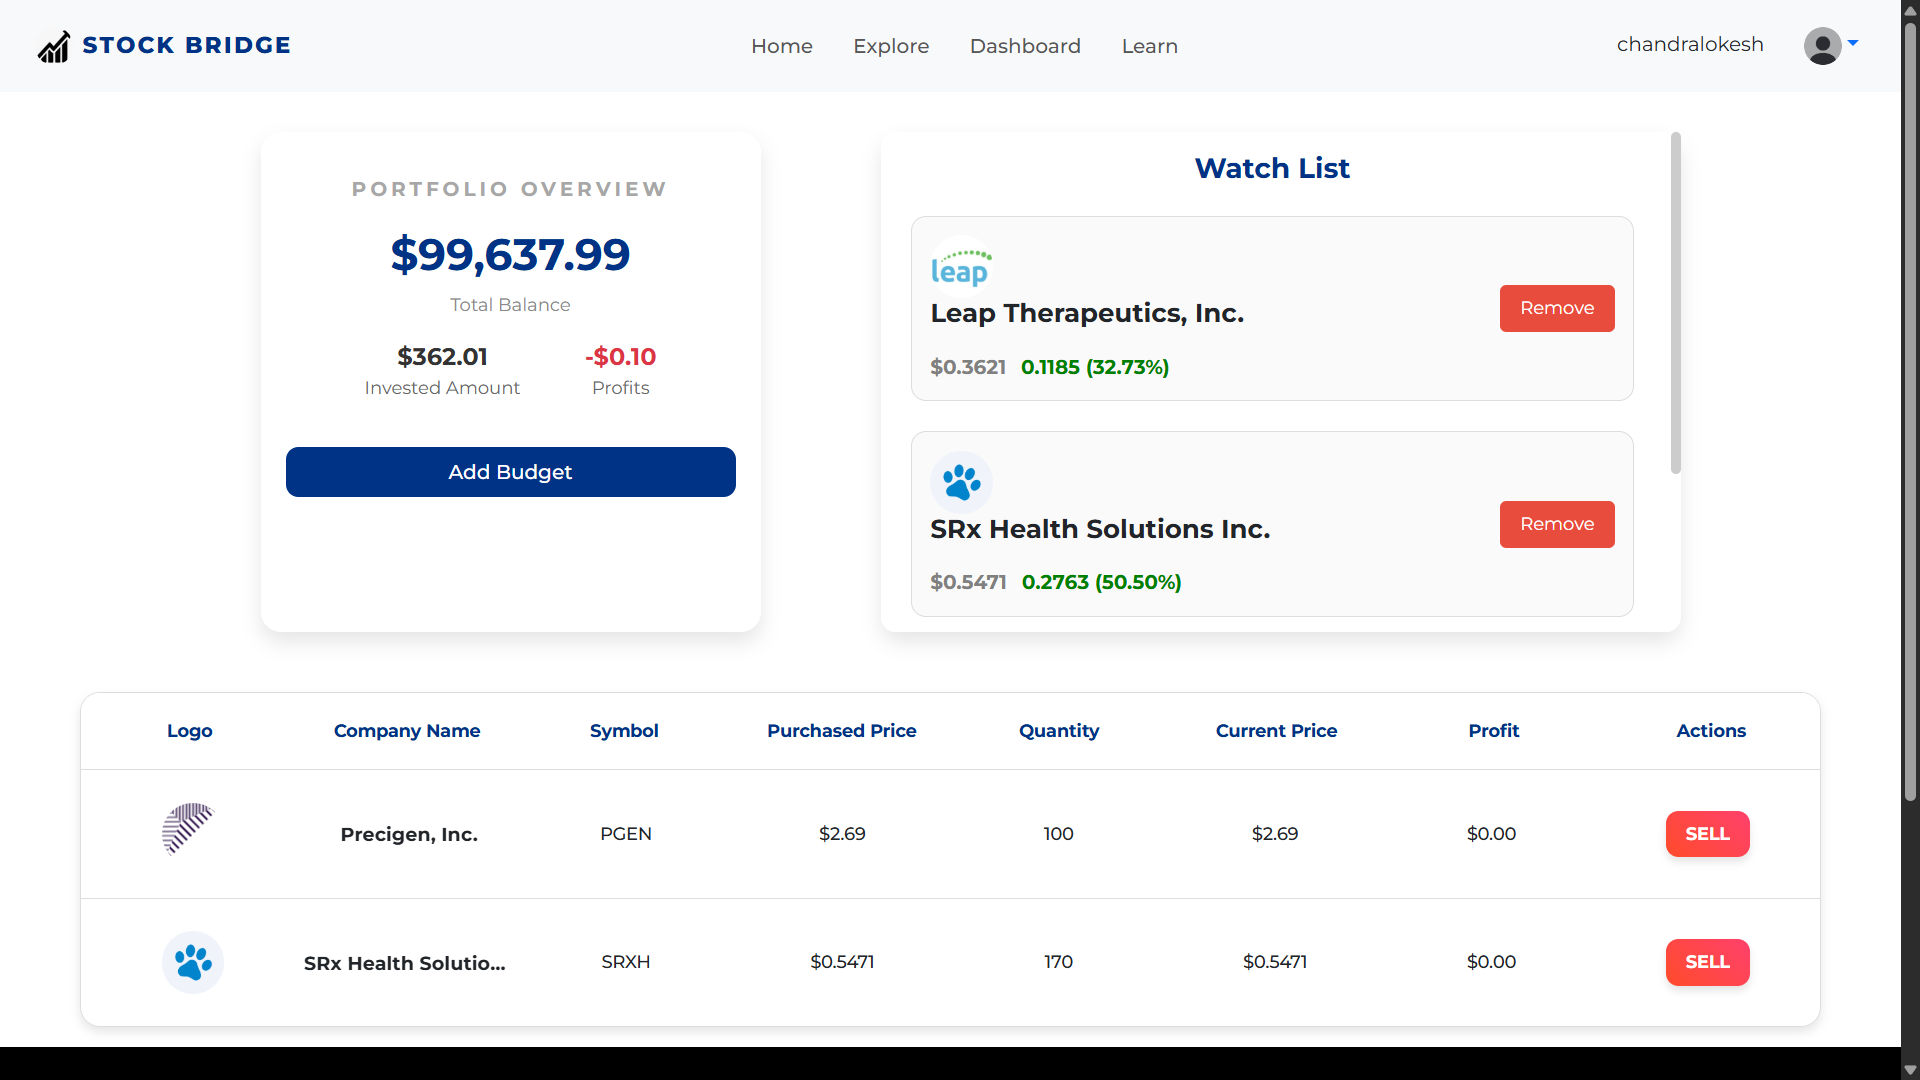 STOCK BRIDGE
Home Explore Dashboard Learn
chandralokesh
PORTFOLIO OVERVIEW
$99,637.99
Total Balance
$362.01 -$0.10
Invested Amount Profits
Add Budget
Watch List
leap
Leap Therapeutics, Inc.
Remove
$0.3621 0.1185 (32.73%)
SRx Health Solutions Inc.
Remove
$0.5471 0.2763 (50.50%)
Logo Company Name Symbol Purchased Price Quantity Current Price Profit Actions
Precigen, Inc. PGEN $2.69 100 $2.69 $0.00 SELL
SRx Health Solutio... SRXH $0.5471 170 $0.5471 $0.00 SELL